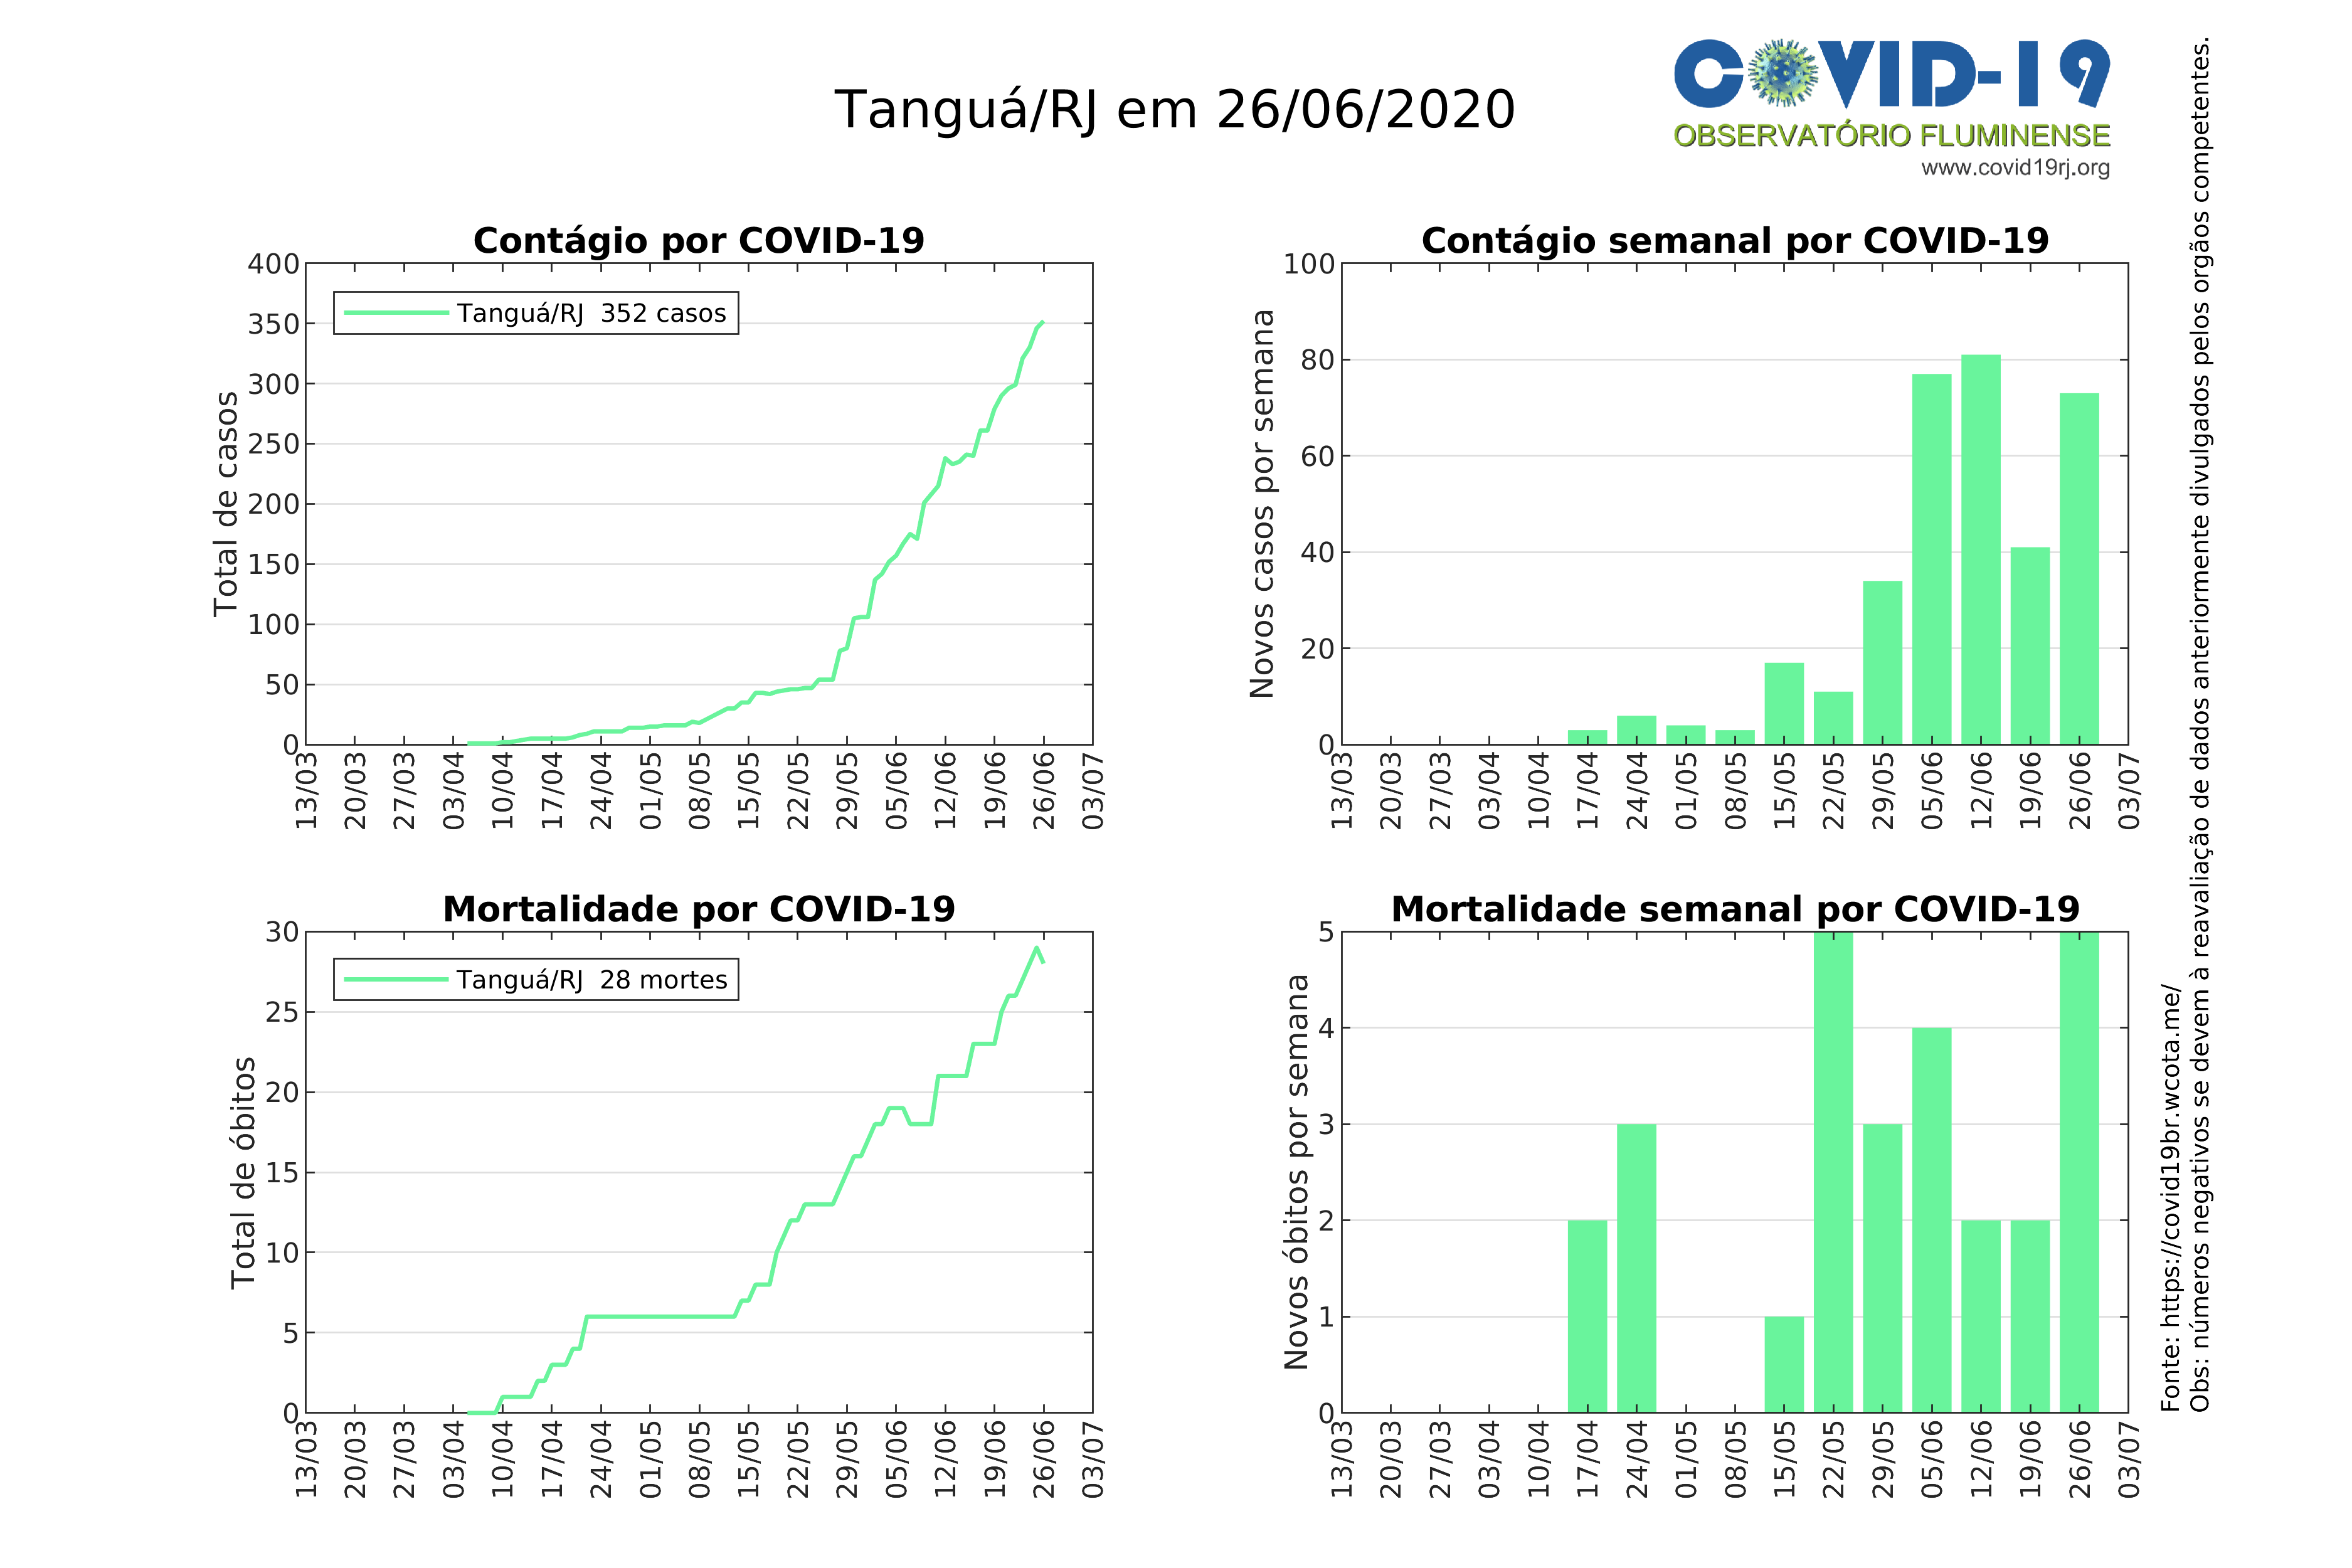 Tanguá/RJ em 26/06/2020
COVID-19
OBSERVATÓRIO FLUMINENSE
www.covid19rj.org
Contágio por COVID-19
Total de casos
400
350
300
250
200
150
100
50
0
Tanguá/RJ 352 casos
13/03 20/03 27/03 03/04 10/04 17/04 24/04 01/05 08/05 15/05 22/05 29/05 05/06 12/06 19/06 26/06 03/07
Contágio semanal por COVID-19
Novos casos por semana
100
80
60
40
20
0
13/03 20/03 27/03 03/04 10/04 17/04 24/04 01/05 08/05 15/05 22/05 29/05 05/06 12/06 19/06 26/06 03/07
Mortalidade por COVID-19
Total de óbitos
30
25
20
15
10
5
0
Tanguá/RJ 28 mortes
13/03 20/03 27/03 03/04 10/04 17/04 24/04 01/05 08/05 15/05 22/05 29/05 05/06 12/06 19/06 26/06 03/07
Mortalidade semanal por COVID-19
Novos óbitos por semana
5
4
3
2
1
0
13/03 20/03 27/03 03/04 10/04 17/04 24/04 01/05 08/05 15/05 22/05 29/05 05/06 12/06 19/06 26/06 03/07
Fonte: https://covid19br.wcota.me/
Obs: números negativos se devem à reavaliação de dados anteriormente divulgados pelos orgãos competentes.